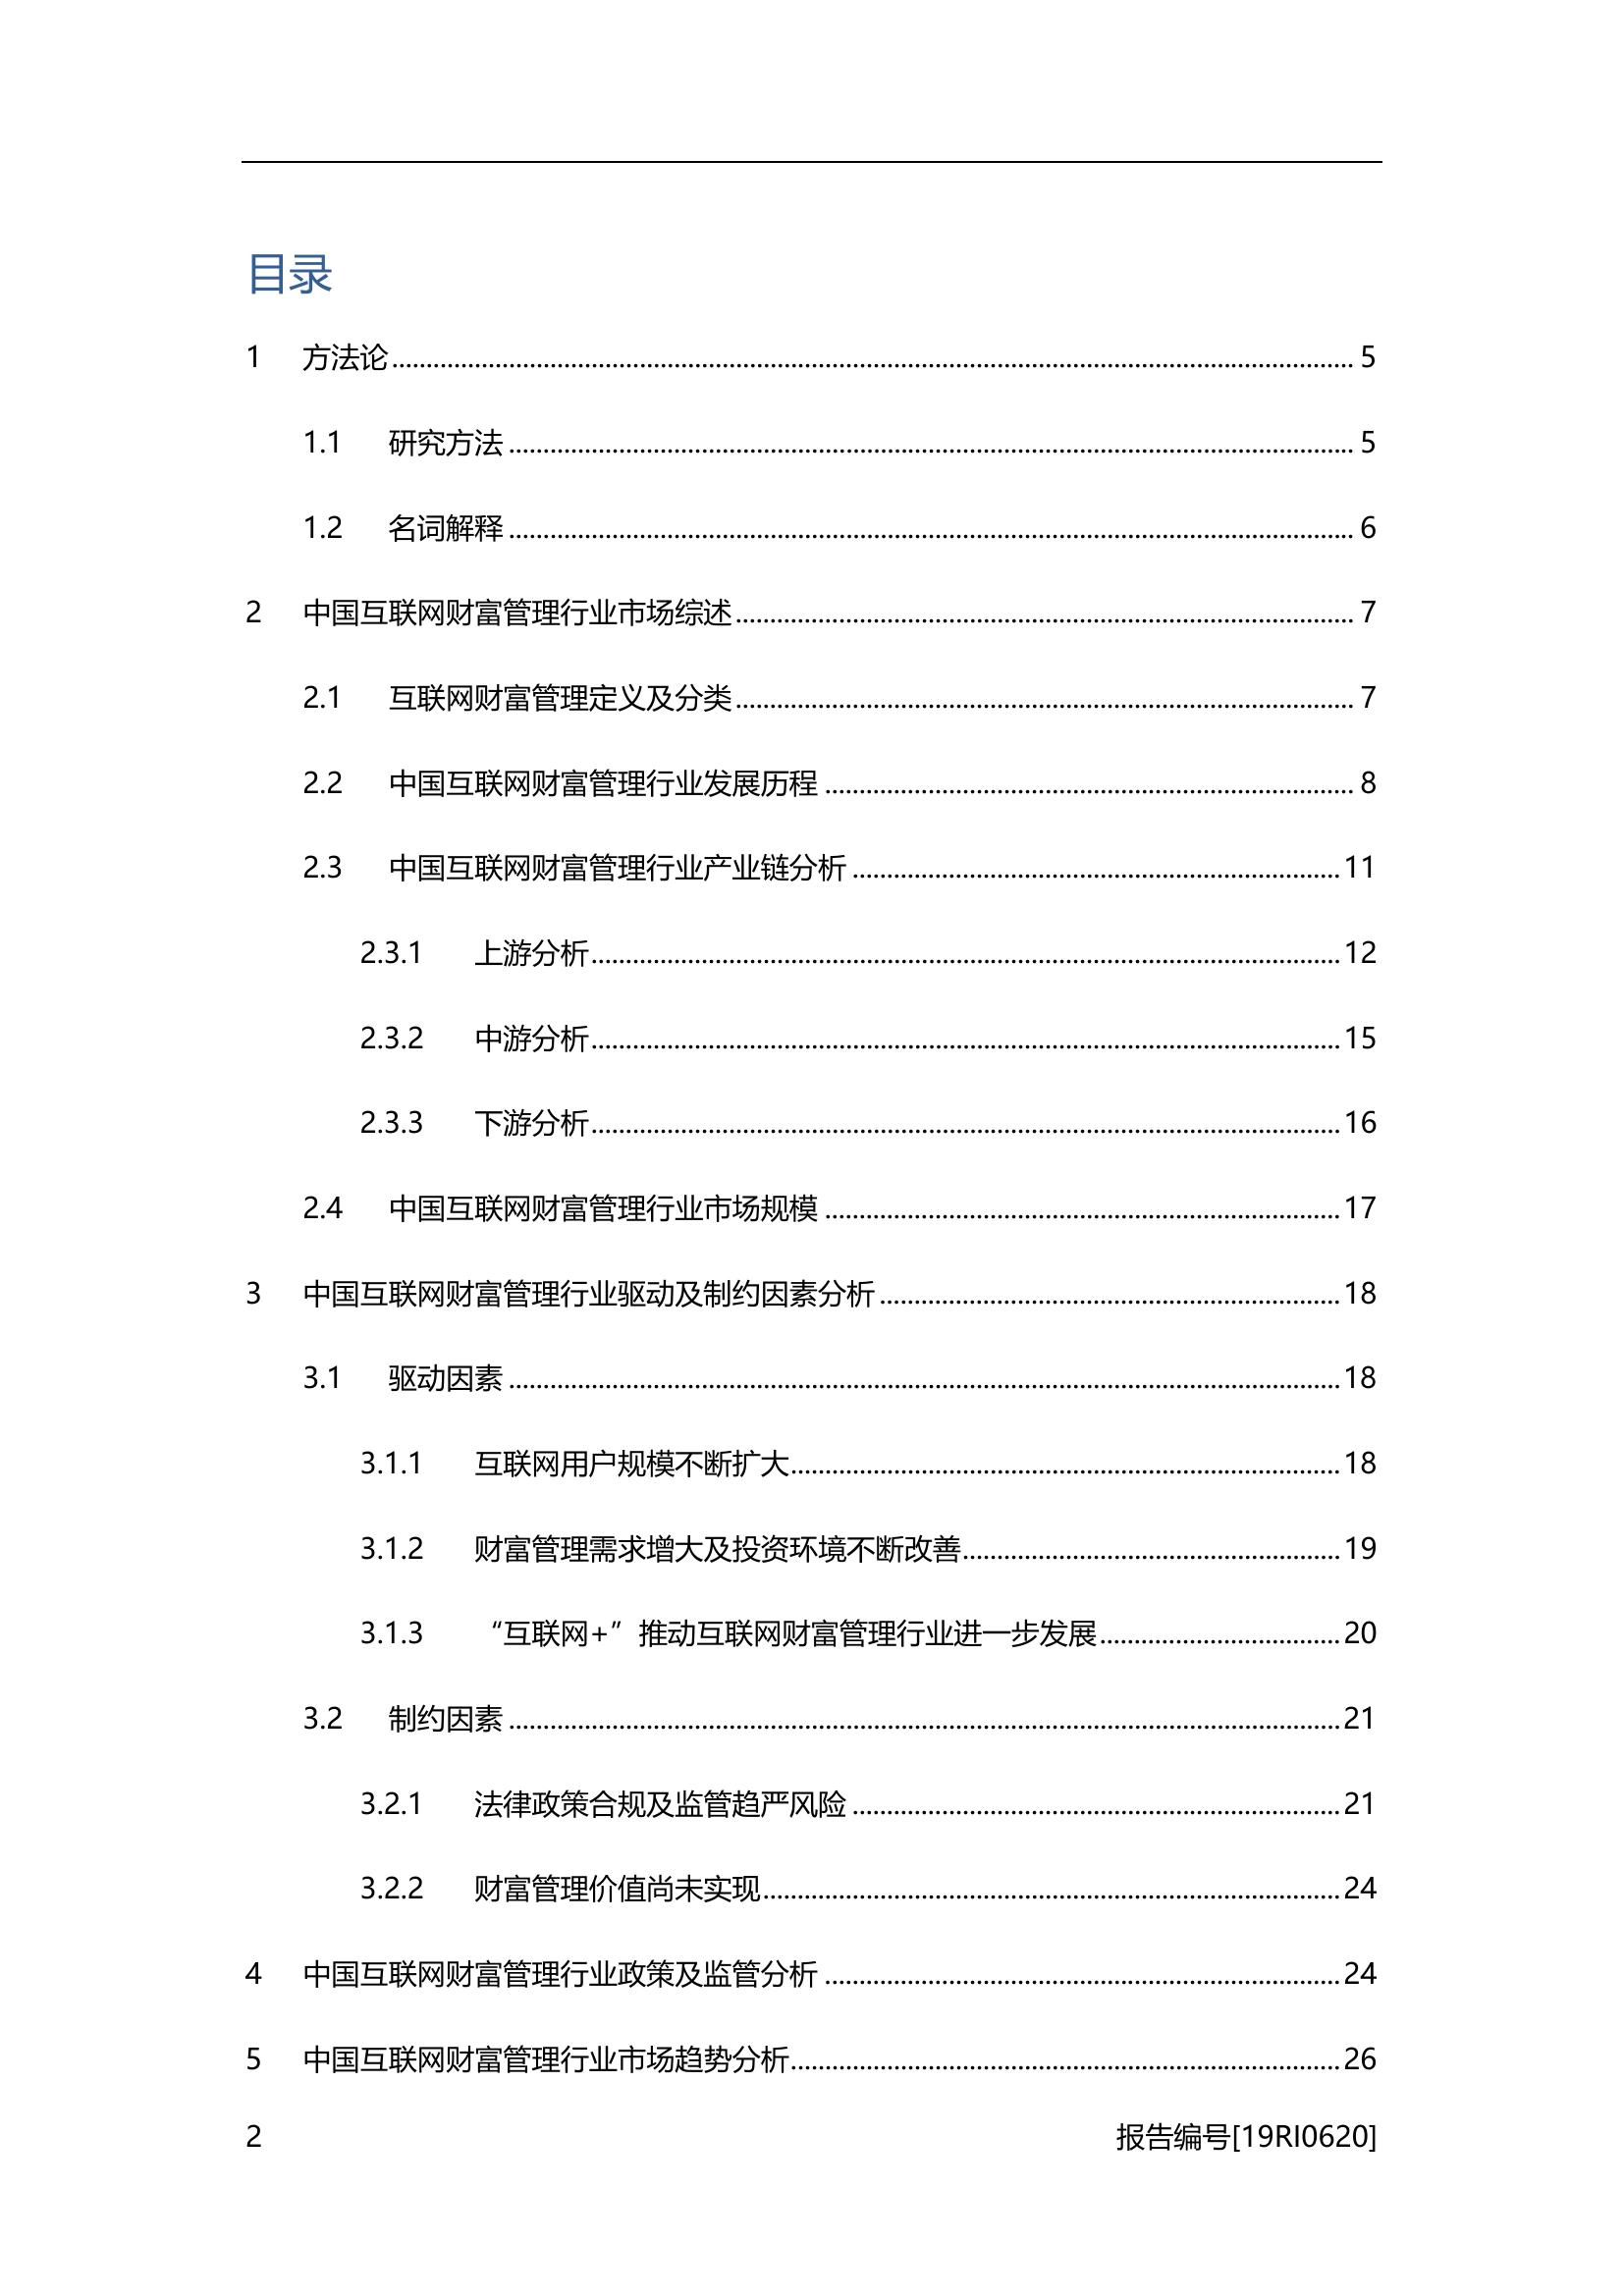 目录
1 方法论 5
1.1 研究方法 5
1.2 名词解释 6
2 中国互联网财富管理行业市场综述 7
2.1 互联网财富管理定义及分类 7
2.2 中国互联网财富管理行业发展历程 8
2.3 中国互联网财富管理行业产业链分析 11
2.3.1 上游分析 12
2.3.2 中游分析 15
2.3.3 下游分析 16
2.4 中国互联网财富管理行业市场规模 17
3 中国互联网财富管理行业驱动及制约因素分析 18
3.1 驱动因素 18
3.1.1 互联网用户规模不断扩大 18
3.1.2 财富管理需求增大及投资环境不断改善 19
3.1.3 “互联网+”推动互联网财富管理行业进一步发展 20
3.2 制约因素 21
3.2.1 法律政策合规及监管趋严风险 21
3.2.2 财富管理价值尚未实现 24
4 中国互联网财富管理行业政策及监管分析 24
5 中国互联网财富管理行业市场趋势分析 26
2 报告编号[19RI0620]